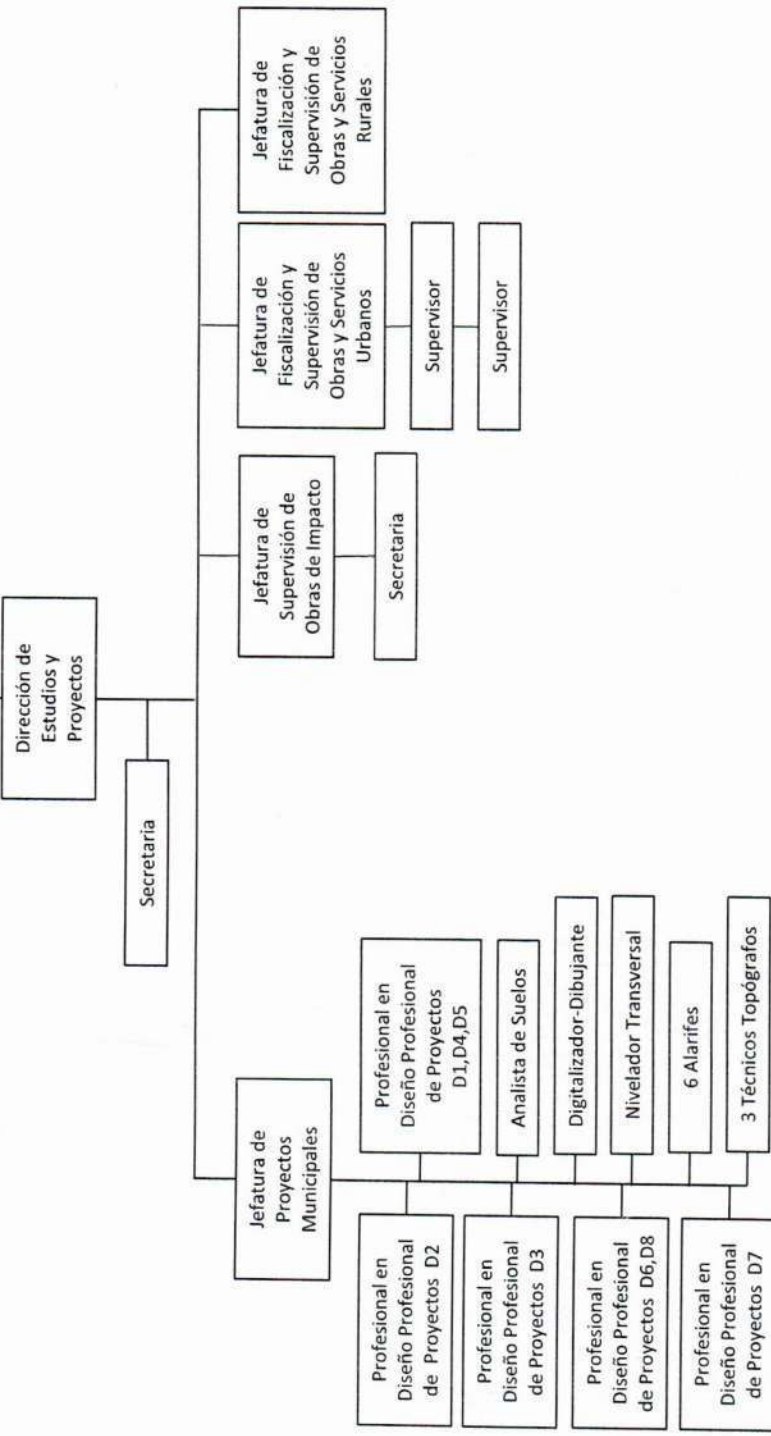 Dirección de
Estudios y
Proyectos
Secretaria
Jefatura de
Proyectos
Municipales
Profesional en
Diseño Profesional
de Proyectos D2
Profesional en
Diseño Profesional
de Proyectos D3
Profesional en
Diseño Profesional
de Proyectos D6,D8
Profesional en
Diseño Profesional
de Proyectos D7
Profesional en
Diseño Profesional
de Proyectos
D1,D4,D5
Analista de Suelos
Digitalizador-Dibujante
Nivelador Transversal
6 Alarifes
3 Técnicos Topógrafos
Jefatura de
Supervisión de
Obras de Impacto
Secretaria
Jefatura de
Fiscalización y
Supervisión de
Obras y Servicios
Urbanos
Supervisor
Supervisor
Jefatura de
Fiscalización y
Supervisión de
Obras y Servicios
Rurales